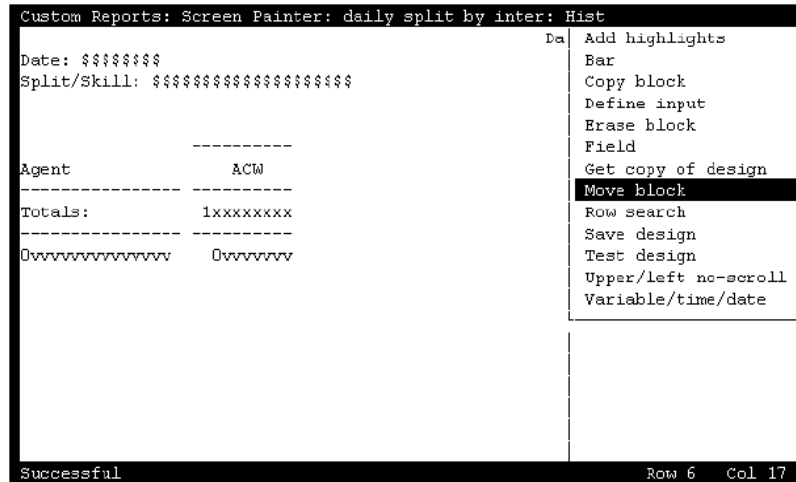 Custom Reports: Screen Painter: daily split by inter: Hist
Da
Date: $$$$$$$$
Split/Skill: $$$$$$$$$$$$$$$$$$$$
----------
Agent ACW
---------------- ----------
Totals: 1xxxxxxxx
---------------- ----------
0vvvvvvvvvvvvvv 0vvvvvvv
Add highlights
Bar
Copy block
Define input
Erase block
Field
Get copy of design
Move block
Row search
Save design
Test design
Upper/left no-scroll
Variable/time/date
Successful Row 6 Col 17